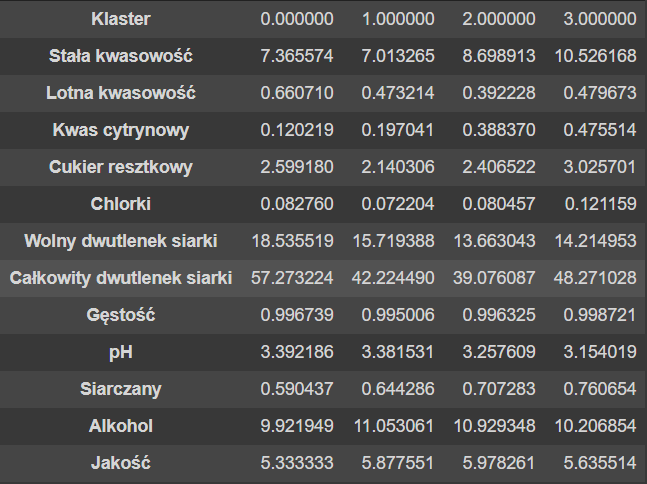 Klaster 0.000000 1.000000 2.000000 3.000000
Stała kwasowość 7.365574 7.013265 8.698913 10.526168
Lotna kwasowość 0.660710 0.473214 0.392228 0.479673
Kwas cytrynowy 0.120219 0.197041 0.388370 0.475514
Cukier resztkowy 2.599180 2.140306 2.406522 3.025701
Chlorki 0.082760 0.072204 0.080457 0.121159
Wolny dwutlenek siarki 18.535519 15.719388 13.663043 14.214953
Całkowity dwutlenek siarki 57.273224 42.224490 39.076087 48.271028
Gęstość 0.996739 0.995006 0.996325 0.998721
pH 3.392186 3.381531 3.257609 3.154019
Siarczany 0.590437 0.644286 0.707283 0.760654
Alkohol 9.921949 11.053061 10.929348 10.206854
Jakość 5.333333 5.877551 5.978261 5.635514